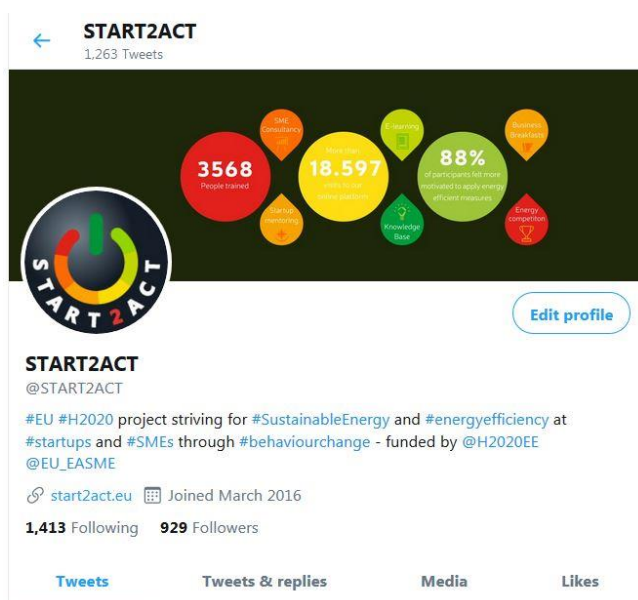 START2ACT
1,263 Tweets
SME
Consultancy
E-learning
Business
Breakfasts
3568
People trained
More than
18.597
visits to our
online platform
88%
of participants felt more
motivated to apply energy
efficient measures
Startup
mentoring
Knowledge
Base
Energy
competiton
START2ACT
Edit profile
START2ACT
@START2ACT
#EU #H2020 project striving for #SustainableEnergy and #energyefficiency at
#startups and #SMEs through #behaviourchange - funded by @H2020EE
@EU_EASME
start2act.eu Joined March 2016
1,413 Following 929 Followers
Tweets Tweets & replies Media Likes